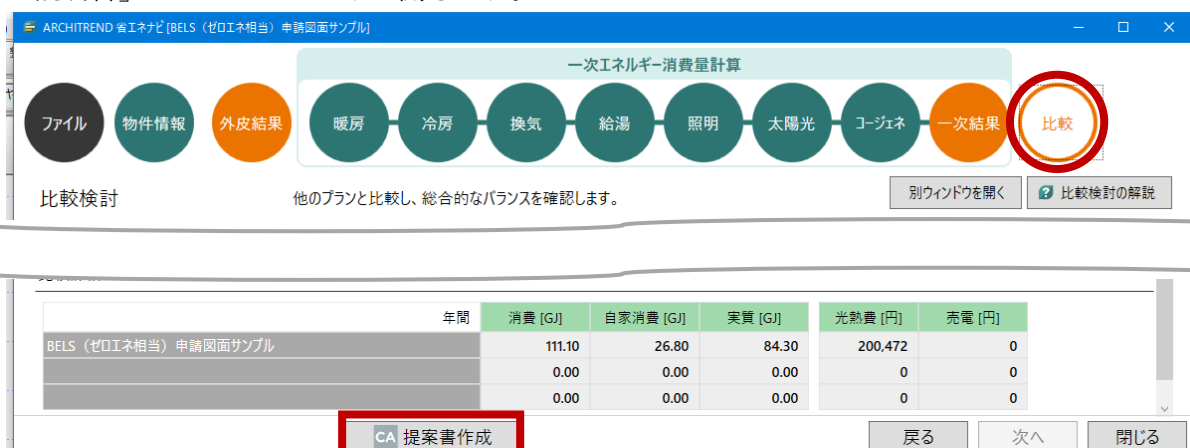 ARCHITREND 省エネナビ [BELS（ゼロエネ相当）申請図面サンプル]
一次エネルギー消費量計算
ファイル 物件情報 外皮結果 暖房 冷房 換気 給湯 照明 太陽光 コージェネ 一次結果 比較
比較検討 他のプランと比較し、総合的なバランスを確認します。 別ウィンドウを開く ? 比較検討の解説
年間 消費 [GJ] 自家消費 [GJ] 実質 [GJ] 光熱費 [円] 売電 [円]
BELS（ゼロエネ相当）申請図面サンプル 111.10 26.80 84.30 200,472 0
0.00 0.00 0.00 0 0
0.00 0.00 0.00 0 0
CA 提案書作成 戻る 次へ 閉じる